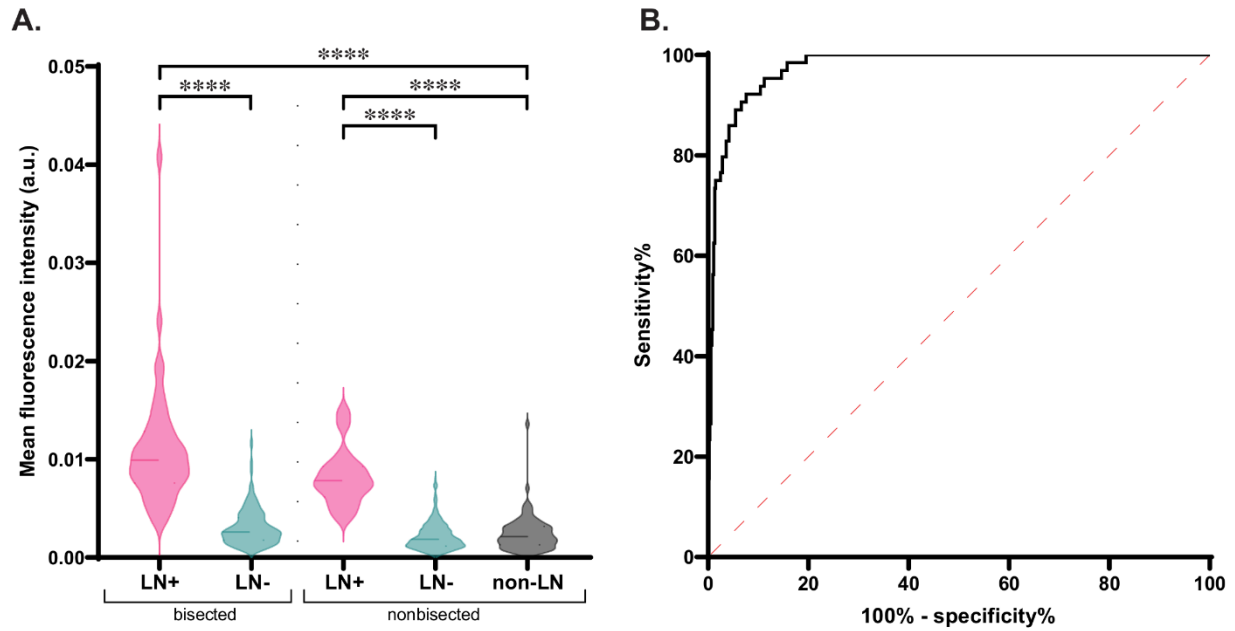 A.
****
****
****
****
0.05
0.04
0.03
0.02
0.01
0.00
Mean fluorescence intensity (a.u.)
LN+ LN- LN+ LN- non-LN
bisected nonbisected
B.
100
80
60
40
20
0
Sensitivity%
0 20 40 60 80 100
100% - specificity%